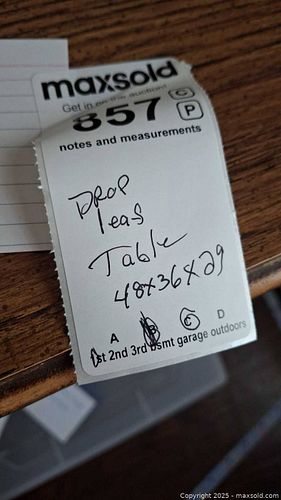 maxsold
Get in on the auction!
C
857
P
notes and measurements
DROP
leaf
Table
48x36x29
A B C D
1st 2nd 3rd bsmt garage outdoors
Copyright © 2025 - maxsold.com